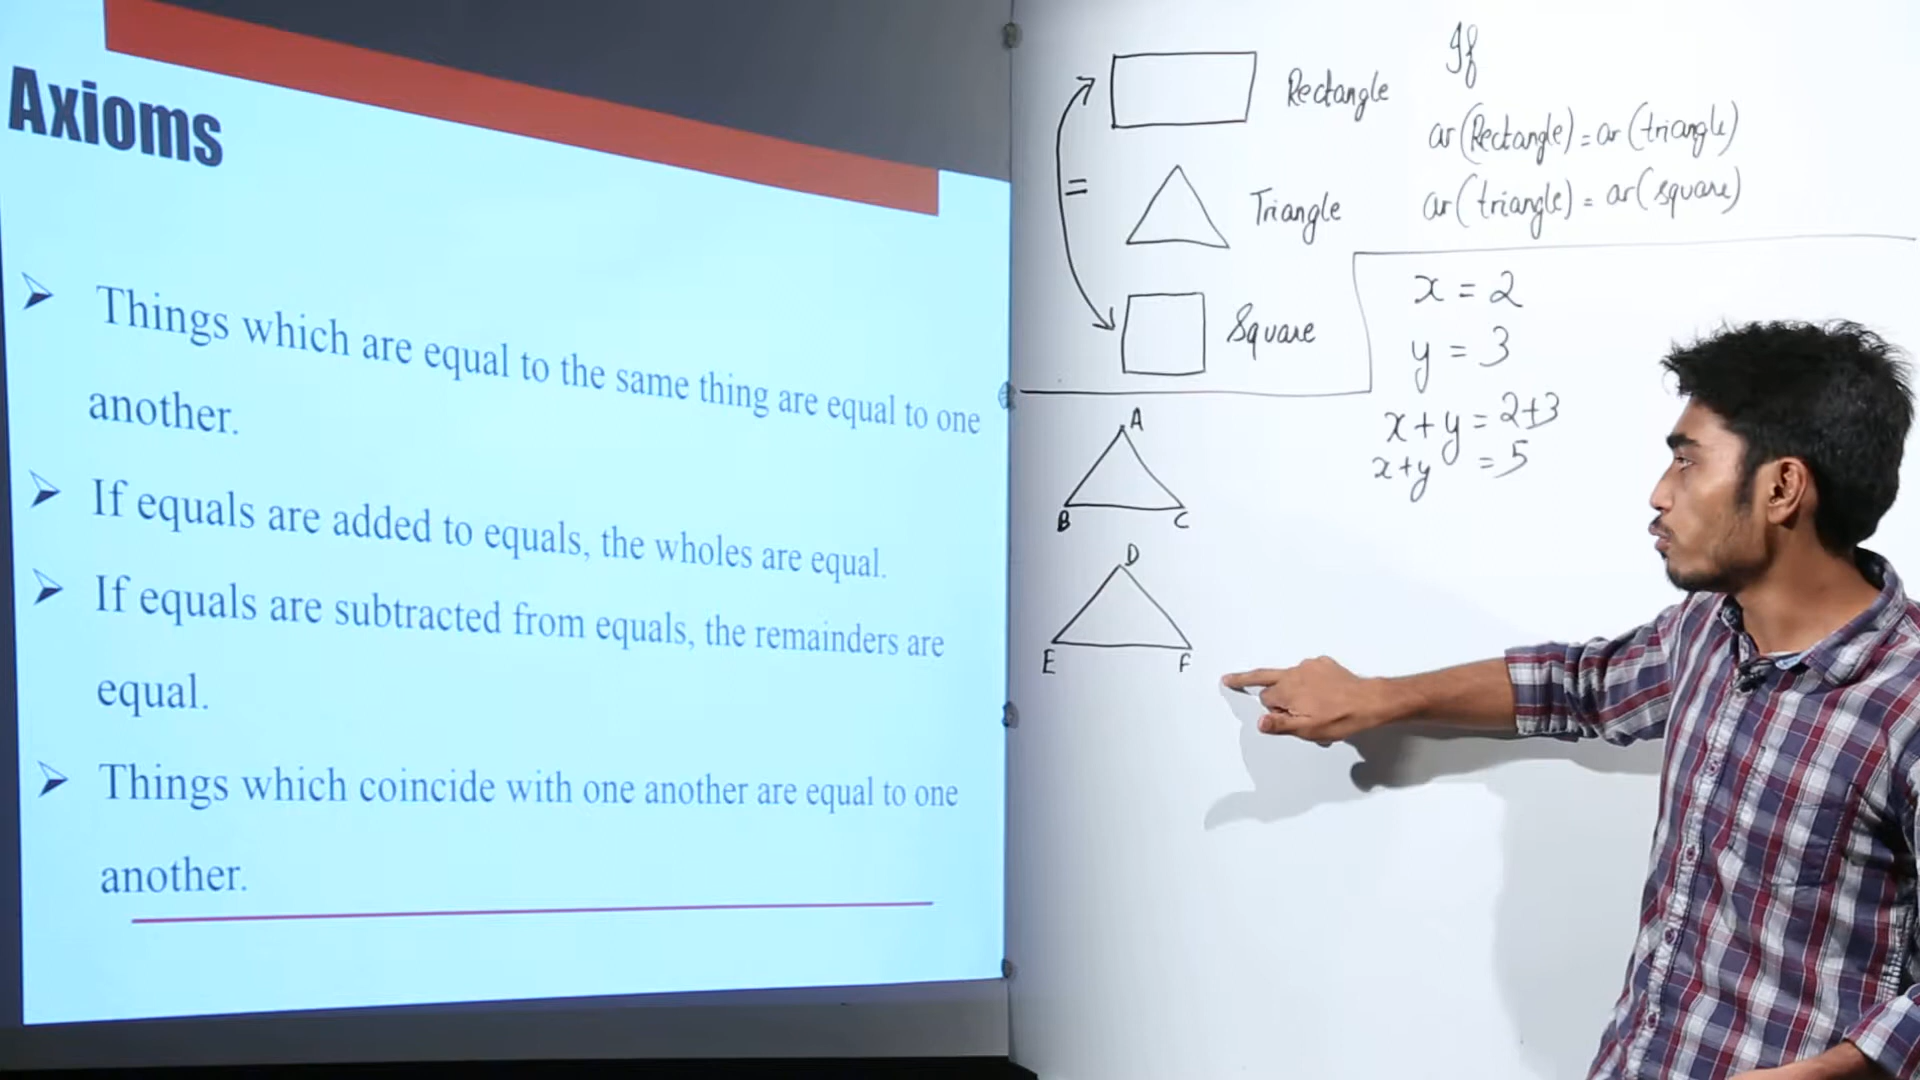 Axioms
Things which are equal to the same thing are equal to one
another.
If equals are added to equals, the wholes are equal.
If equals are subtracted from equals, the remainders are
equal.
Things which coincide with one another are equal to one
another.
Rectangle
=
Triangle
Square
If
ar(Rectangle) = ar(triangle)
ar(triangle) = ar(square)
x = 2
y = 3
x + y = 2+3
x+y = 5
A
B
C
D
E
F